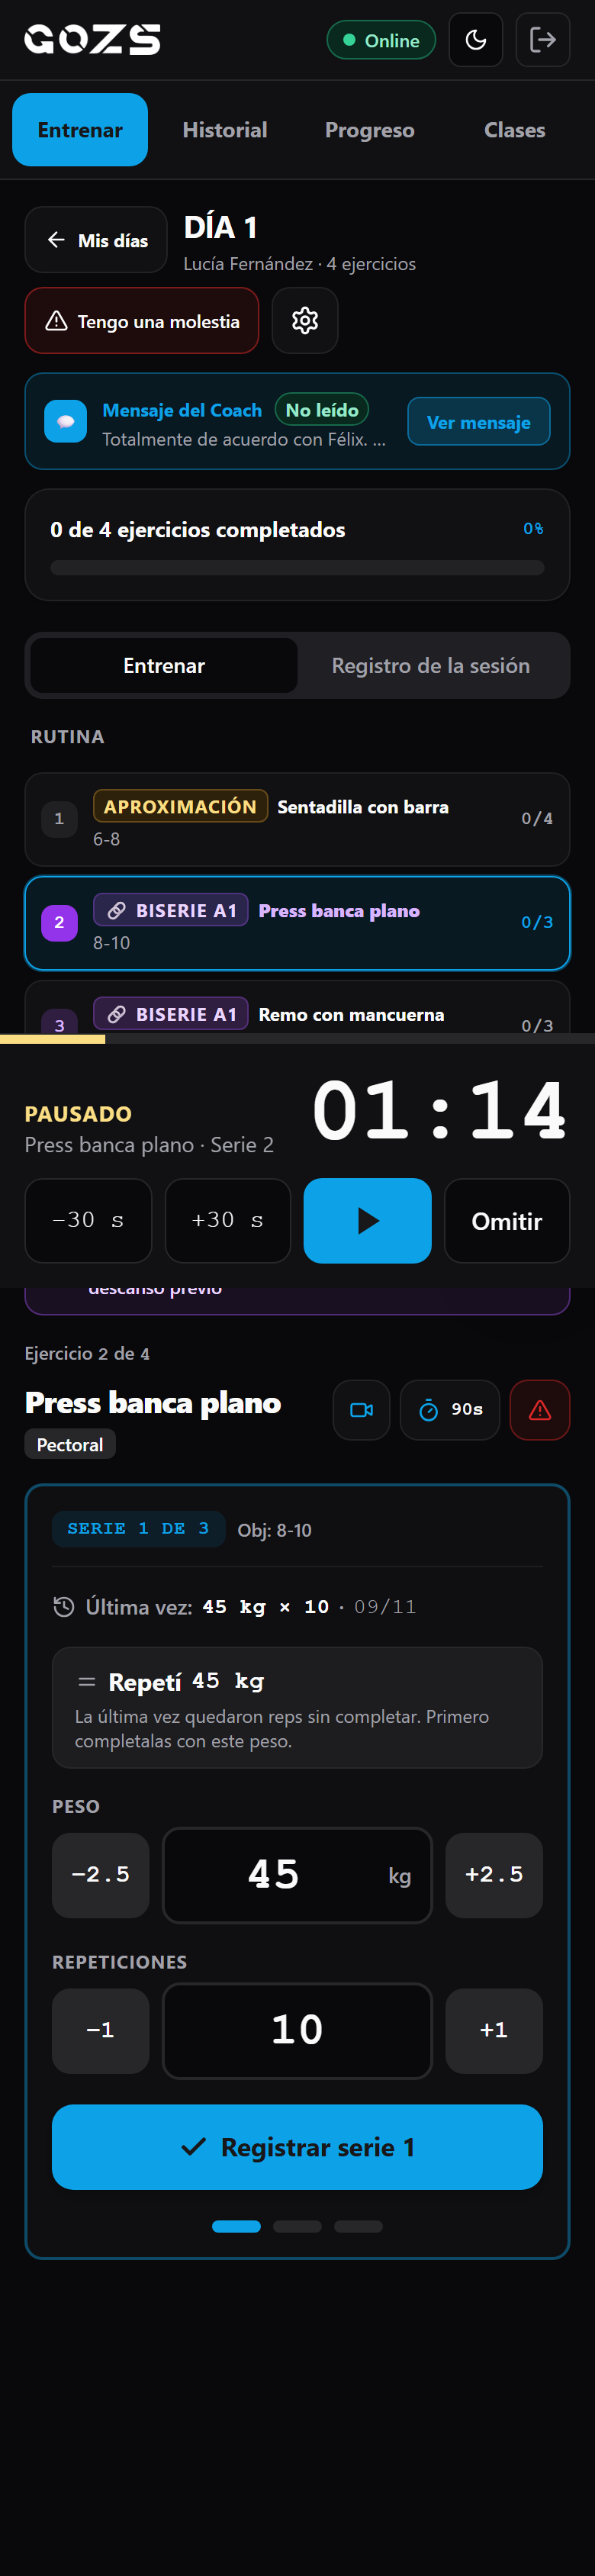 GOZS
Online
Entrenar Historial Progreso Clases
Mis días
DÍA 1
Lucía Fernández · 4 ejercicios
Tengo una molestia
Mensaje del Coach No leído
Totalmente de acuerdo con Félix. ...
Ver mensaje
0 de 4 ejercicios completados 0%
Entrenar Registro de la sesión
RUTINA
1 APROXIMACIÓN Sentadilla con barra 0/4
6-8
2 BISERIE A1 Press banca plano 0/3
8-10
3 BISERIE A1 Remo con mancuerna 0/3
PAUSADO
Press banca plano · Serie 2
01:14
−30 s +30 s Omitir
descanso previo
Ejercicio 2 de 4
Press banca plano
90s
Pectoral
SERIE 1 DE 3 Obj: 8-10
Última vez: 45 kg × 10 · 09/11
= Repetí 45 kg
La última vez quedaron reps sin completar. Primero
completalas con este peso.
PESO
−2.5 45 kg +2.5
REPETICIONES
−1 10 +1
Registrar serie 1